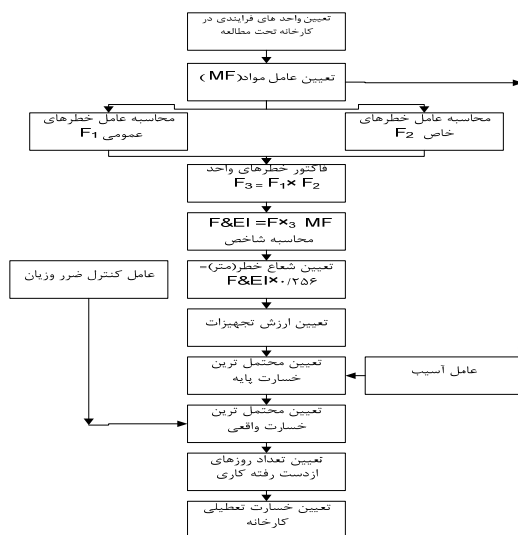 تعیین واحد های فرایندی در
کارخانه تحت مطالعه
تعیین عامل مواد(MF)
محاسبه عامل خطرهای
عمومی F1
محاسبه عامل خطرهای
خاص F2
فاکتور خطرهای واحد
F3 = F1× F2
F&EI =F×3 MF
محاسبه شاخص
تعیین شعاع خطر(متر)-
F&EI×۰/۲۵۶
عامل کنترل ضرر وزیان
تعیین ارزش تجهیزات
تعیین محتمل ترین
خسارت پایه
عامل آسیب
تعیین محتمل ترین
خسارت واقعی
تعیین تعداد روزهای
ازدست رفته کاری
تعیین خسارت تعطیلی
کارخانه